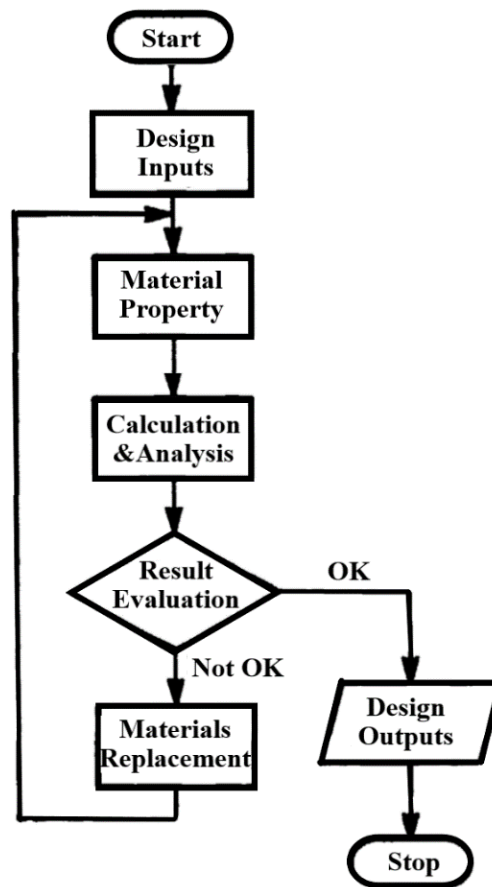 Start
Design
Inputs
Material
Property
Calculation
&Analysis
Result
Evaluation
OK
Not OK
Materials
Replacement
Design
Outputs
Stop